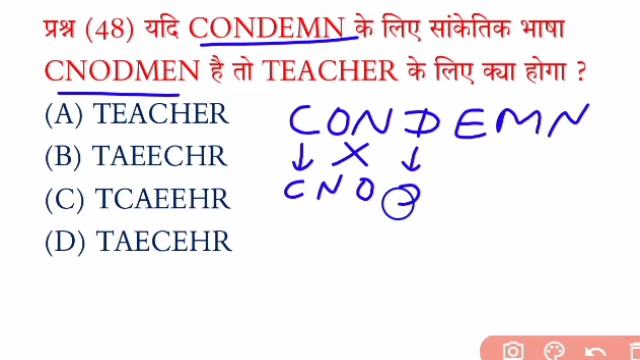 प्रश्न (48) यदि CONDEMN के लिए सांकेतिक भाषा
CNODMEN है तो TEACHER के लिए क्या होगा ?
(A) TEACHER
(B) TAEECHR
(C) TCAEEHR
(D) TAECEHR
CONDEMN
CNO